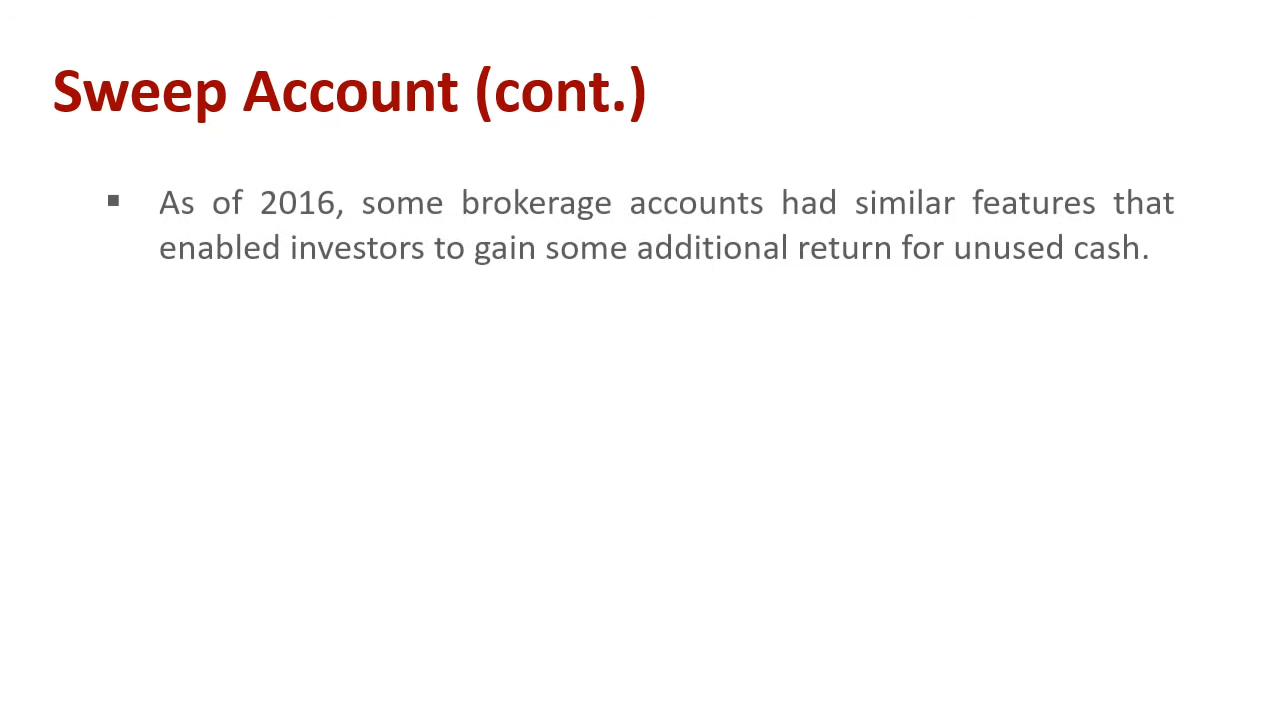 Sweep Account (cont.)
▪ As of 2016, some brokerage accounts had similar features that
enabled investors to gain some additional return for unused cash.